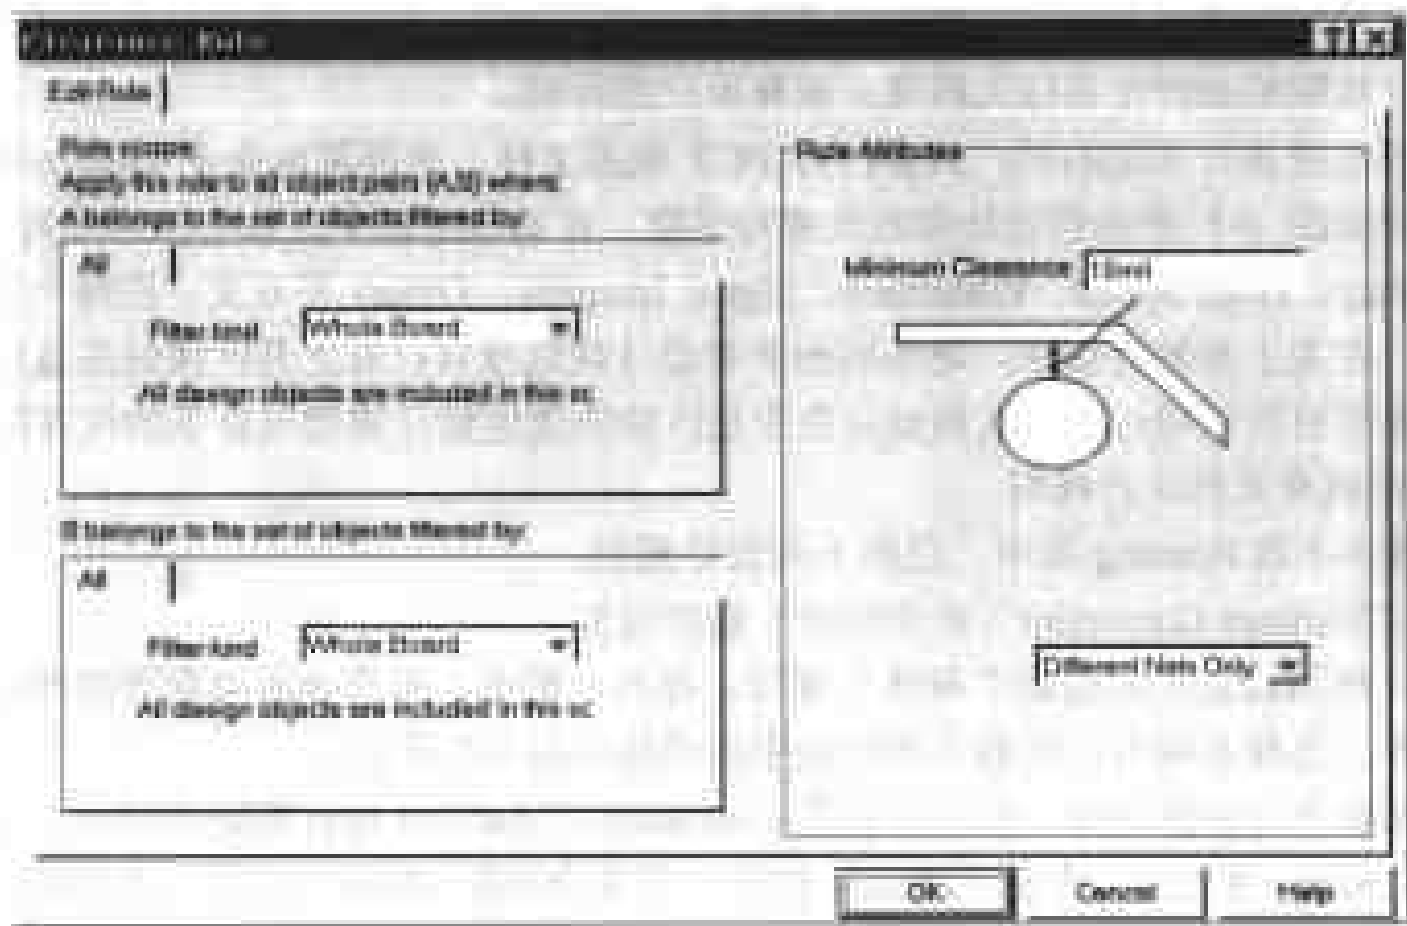 Clearance Rule
Edit Rule
Rule scope
Apply this rule to all object pairs (A,B) where:
A belongs to the set of objects filtered by:
All
Filter kind Whole Board
All design objects are included in this sc
B belongs to the set of objects filtered by:
All
Filter kind Whole Board
All design objects are included in this sc
Rule Attributes
Minimum Clearance
Different Nets Only
OK Cancel Help